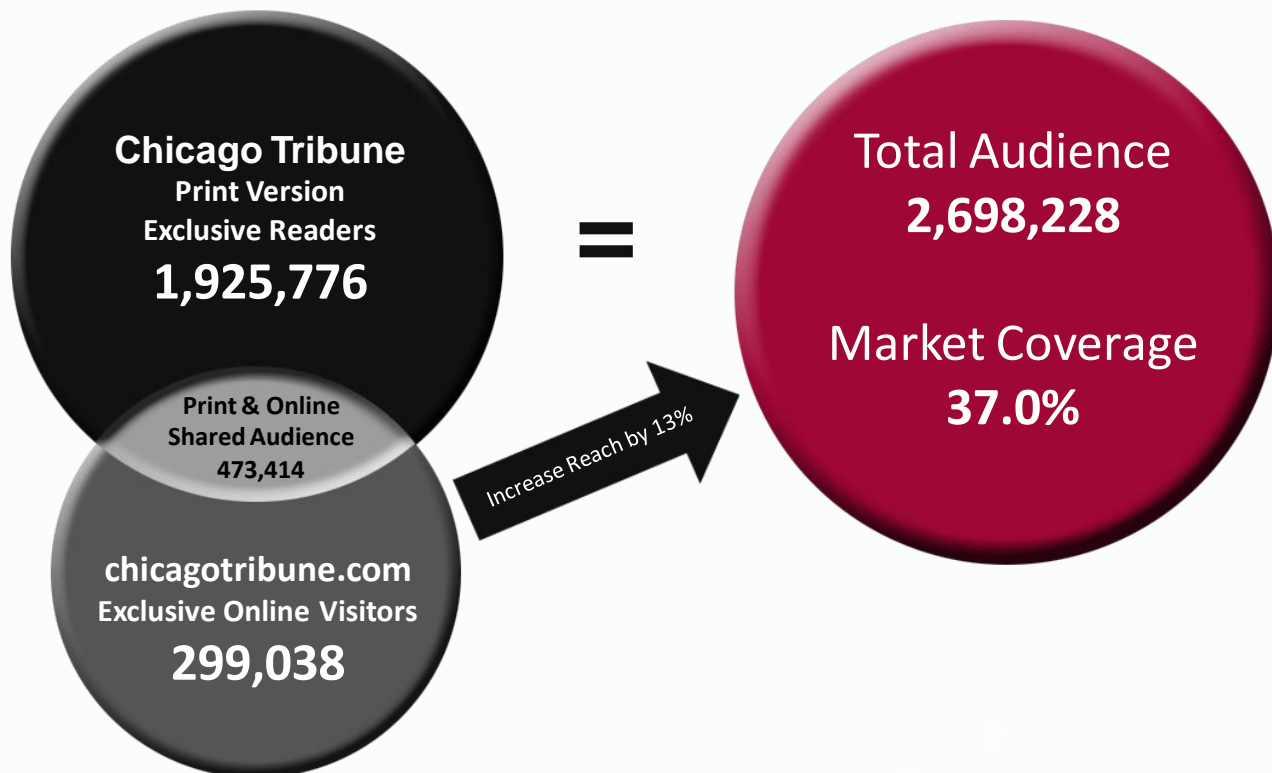 Chicago Tribune
Print Version
Exclusive Readers
1,925,776
Print & Online
Shared Audience
473,414
chicagotribune.com
Exclusive Online Visitors
299,038
Increase Reach by 13%
=
Total Audience
2,698,228
Market Coverage
37.0%